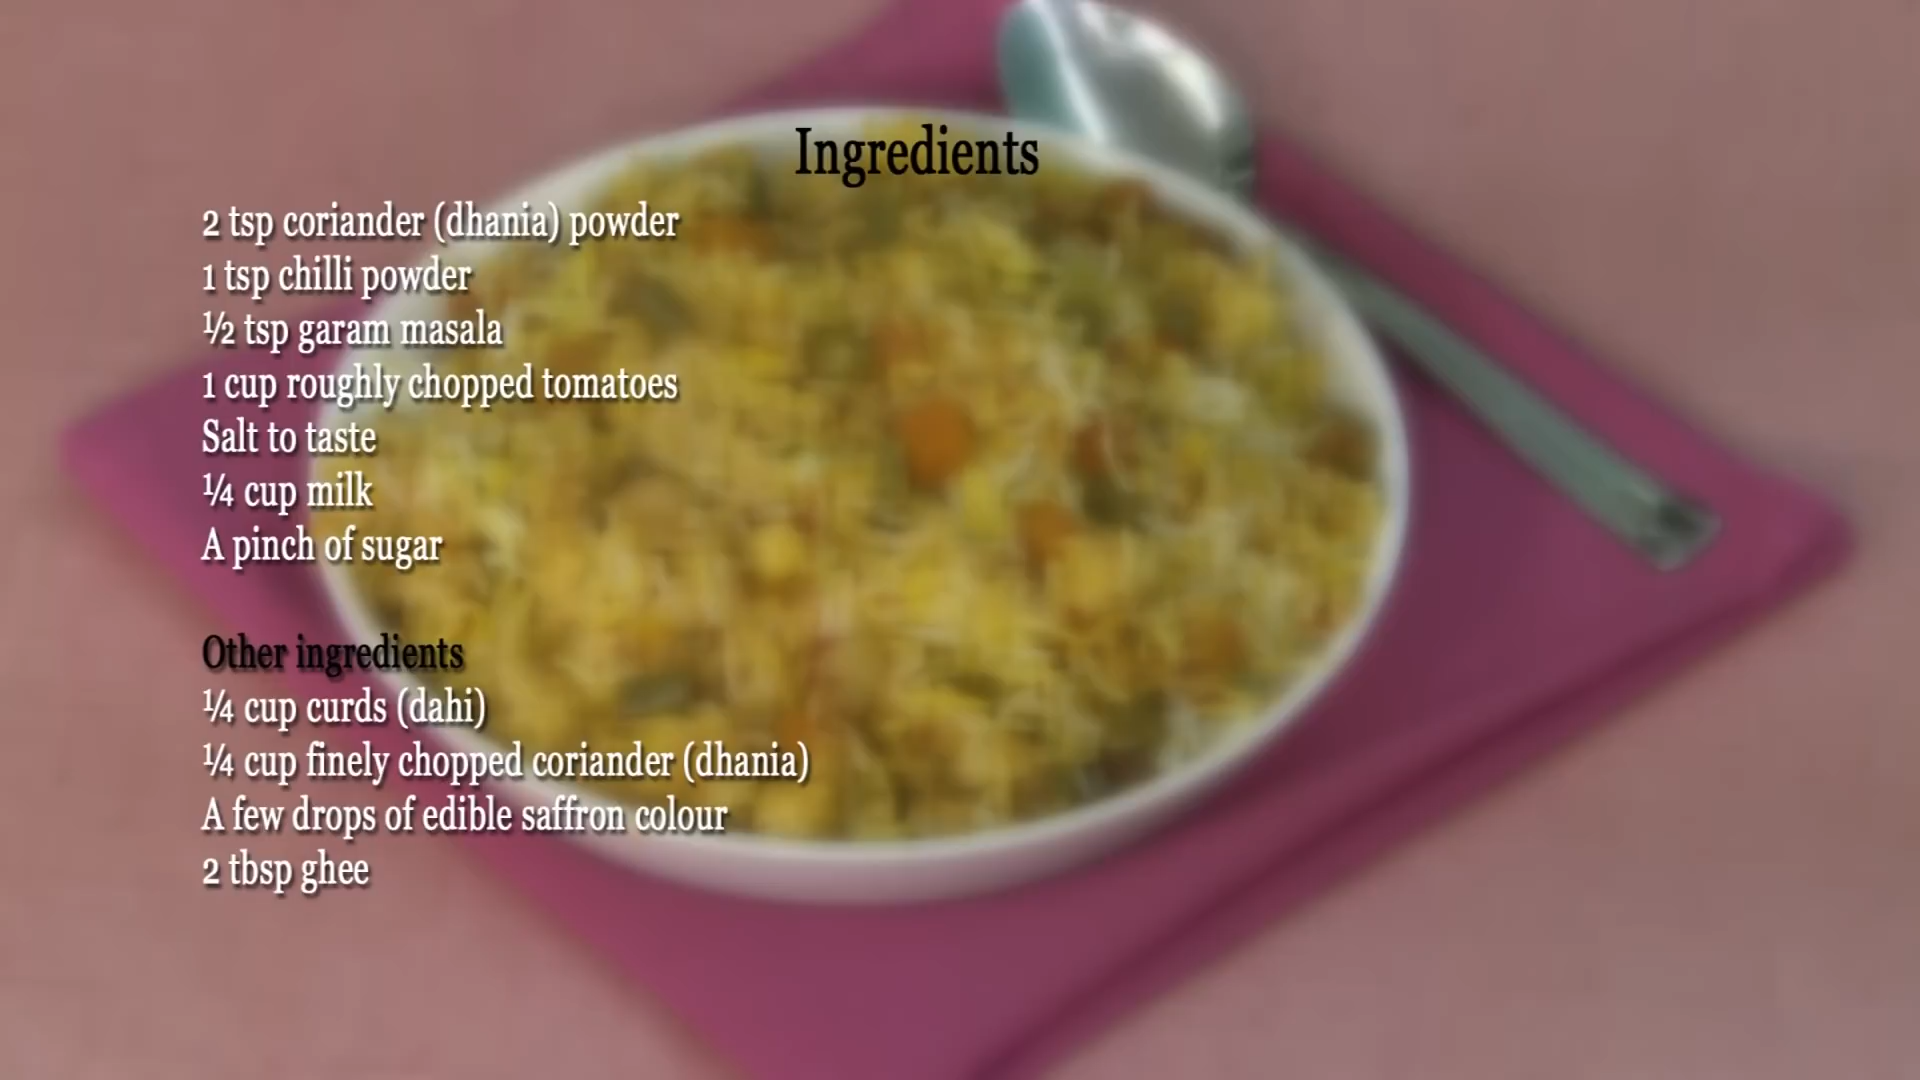 Ingredients
2 tsp coriander (dhania) powder
1 tsp chilli powder
½ tsp garam masala
1 cup roughly chopped tomatoes
Salt to taste
¼ cup milk
A pinch of sugar
Other ingredients
¼ cup curds (dahi)
¼ cup finely chopped coriander (dhania)
A few drops of edible saffron colour
2 tbsp ghee